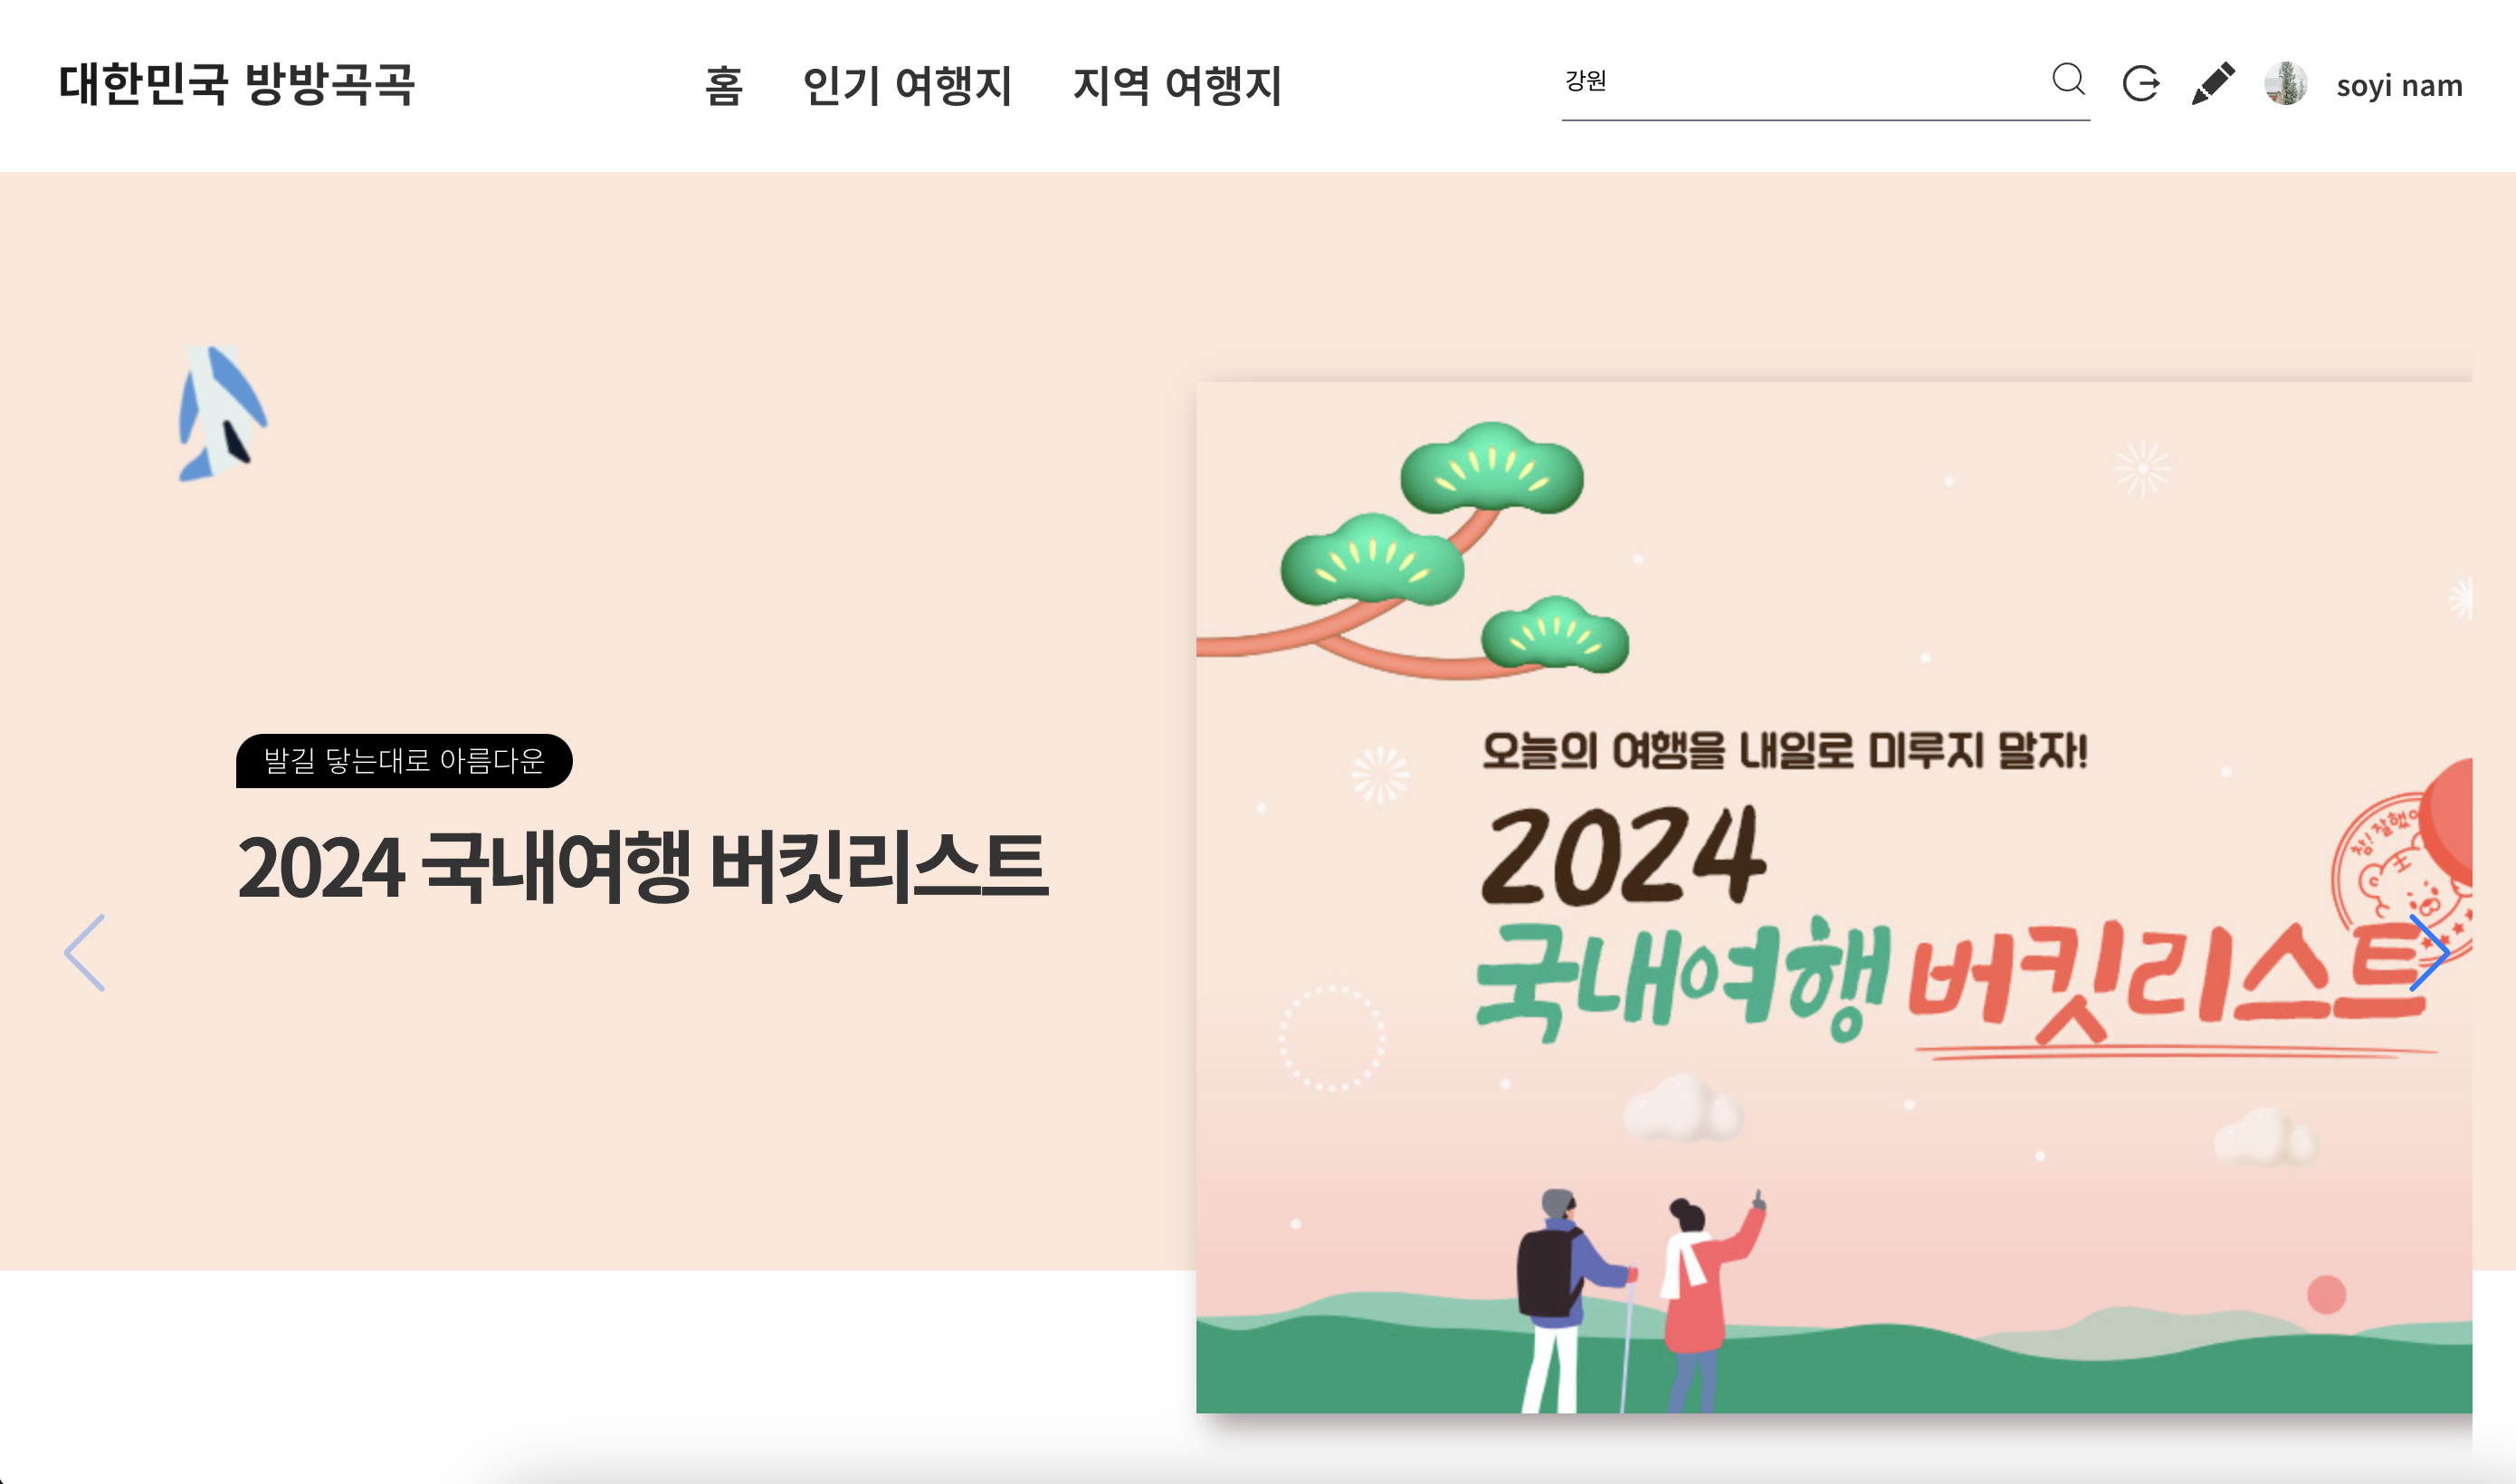 대한민국 방방곡곡
홈 인기 여행지 지역 여행지
강원
soyi nam
발길 닿는대로 아름다운
2024 국내여행 버킷리스트
오늘의 여행을 내일로 미루지 말자!
2024
국내여행 버킷리스트
참! 잘했